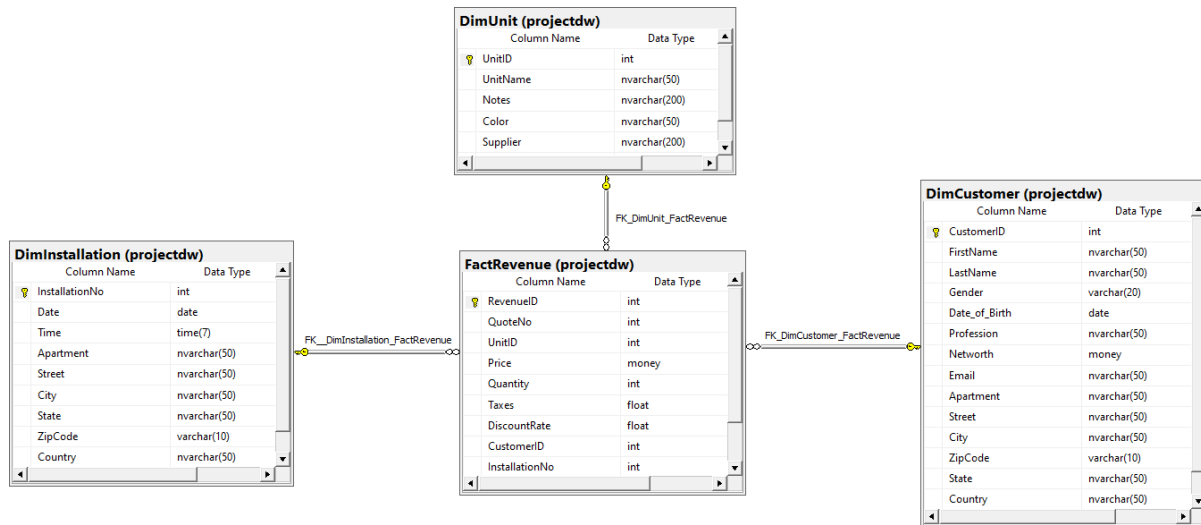 DimUnit (projectdw)
Column Name Data Type
UnitID int
UnitName nvarchar(50)
Notes nvarchar(200)
Color nvarchar(50)
Supplier nvarchar(200)
FK_DimUnit_FactRevenue
DimInstallation (projectdw)
Column Name Data Type
InstallationNo int
Date date
Time time(7)
Apartment nvarchar(50)
Street nvarchar(50)
City nvarchar(50)
State nvarchar(50)
ZipCode varchar(10)
Country nvarchar(50)
FK__DimInstallation_FactRevenue
FactRevenue (projectdw)
Column Name Data Type
RevenueID int
QuoteNo int
UnitID int
Price money
Quantity int
Taxes float
DiscountRate float
CustomerID int
InstallationNo int
FK_DimCustomer_FactRevenue
DimCustomer (projectdw)
Column Name Data Type
CustomerID int
FirstName nvarchar(50)
LastName nvarchar(50)
Gender varchar(20)
Date_of_Birth date
Profession nvarchar(50)
Networth money
Email nvarchar(50)
Apartment nvarchar(50)
Street nvarchar(50)
City nvarchar(50)
ZipCode varchar(10)
State nvarchar(50)
Country nvarchar(50)